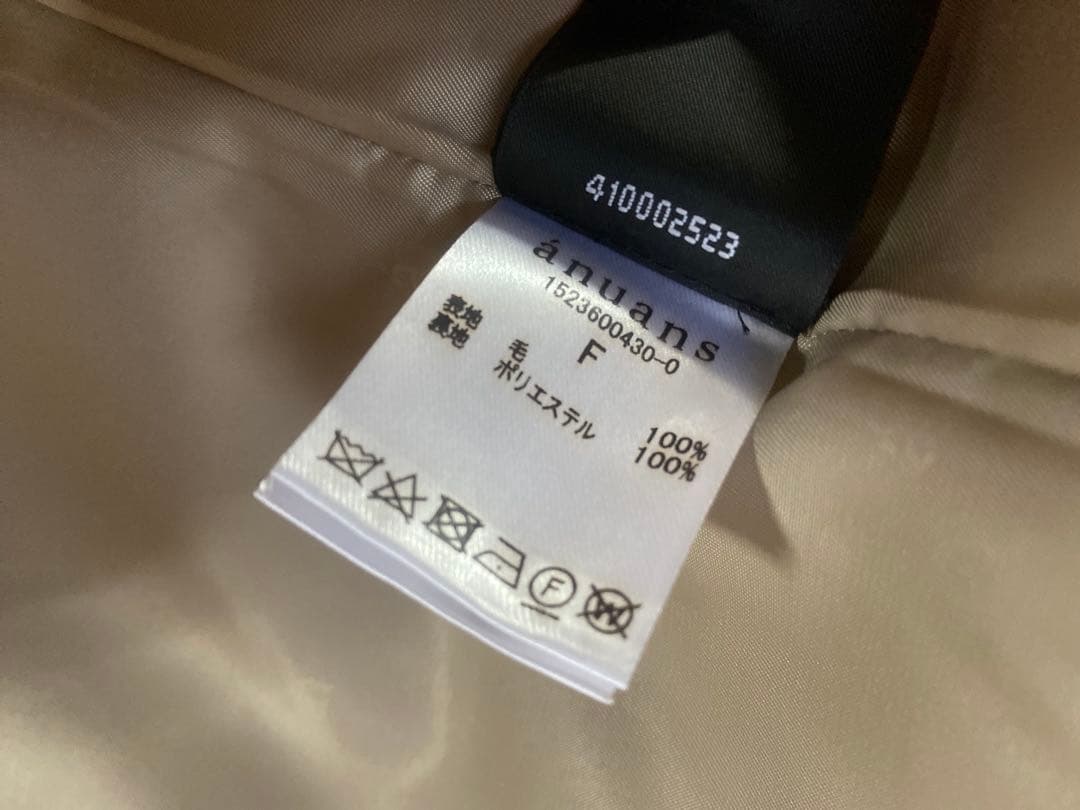 410002523
ánuans
1523600430-0
F
表地 毛 100%
裏地 ポリエステル 100%
F
W